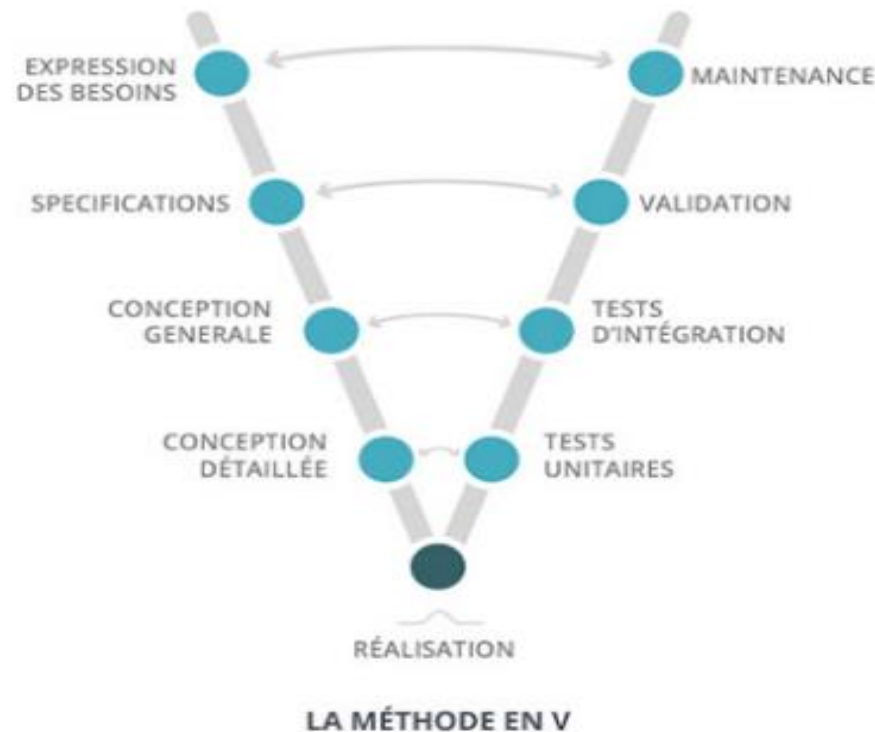 EXPRESSION
DES BESOINS
MAINTENANCE
SPECIFICATIONS
VALIDATION
CONCEPTION
GENERALE
TESTS
D'INTÉGRATION
CONCEPTION
DÉTAILLÉE
TESTS
UNITAIRES
RÉALISATION
LA MÉTHODE EN V